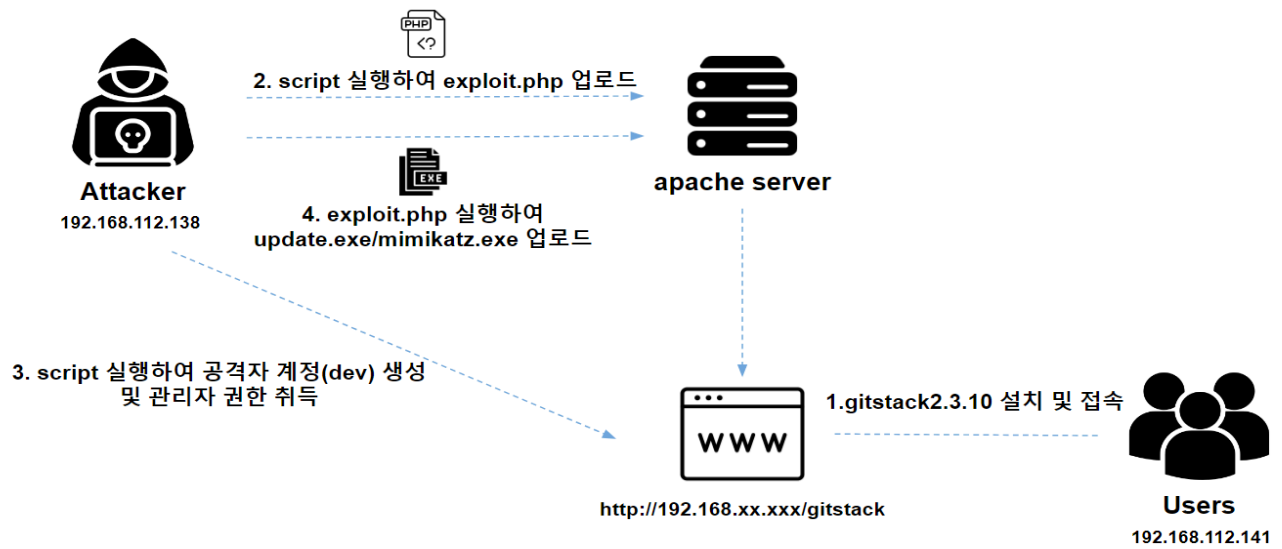 PHP
<?
2. script 실행하여 exploit.php 업로드
Attacker
192.168.112.138
apache server
EXE
4. exploit.php 실행하여
update.exe/mimikatz.exe 업로드
3. script 실행하여 공격자 계정(dev) 생성
및 관리자 권한 취득
1.gitstack2.3.10 설치 및 접속
WWW
http://192.168.xx.xxx/gitstack
Users
192.168.112.141